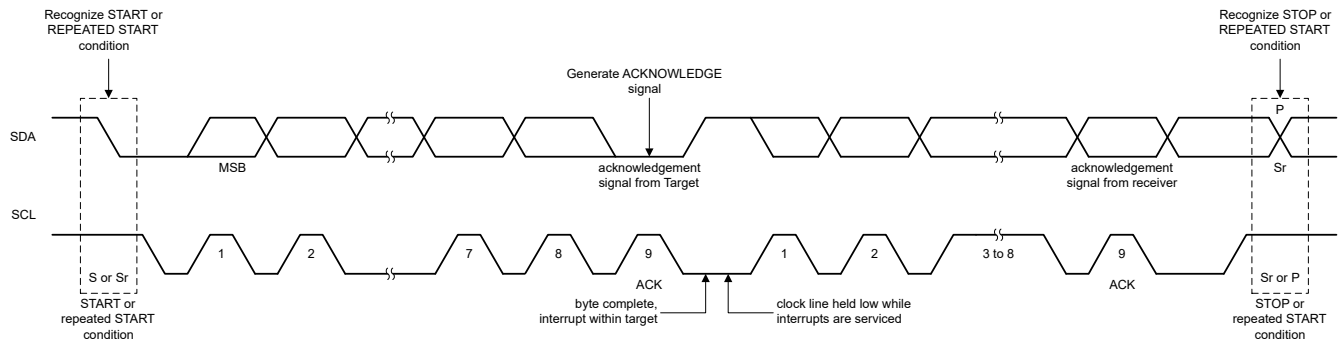 Recognize START or
REPEATED START
condition
Recognize STOP or
REPEATED START
condition
Generate ACKNOWLEDGE
signal
P
SDA
MSB
acknowledgement
signal from Target
acknowledgement
signal from receiver
Sr
SCL
1
2
7
8
9
1
2
3 to 8
9
S or Sr
ACK
ACK
Sr or P
START or
repeated START
condition
byte complete,
interrupt within target
clock line held low while
interrupts are serviced
STOP or
repeated START
condition